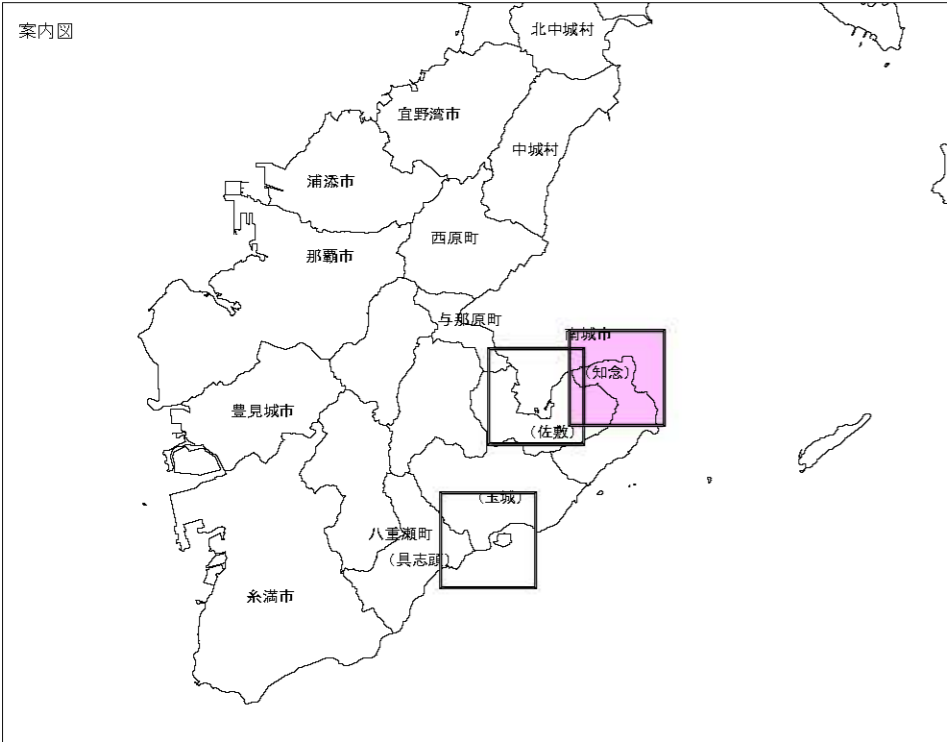 案内図
北中城村
宜野湾市
中城村
浦添市
西原町
那覇市
与那原町
南城市
（知念）
豊見城市
（佐敷）
（玉城）
八重瀬町
（具志頭）
糸満市